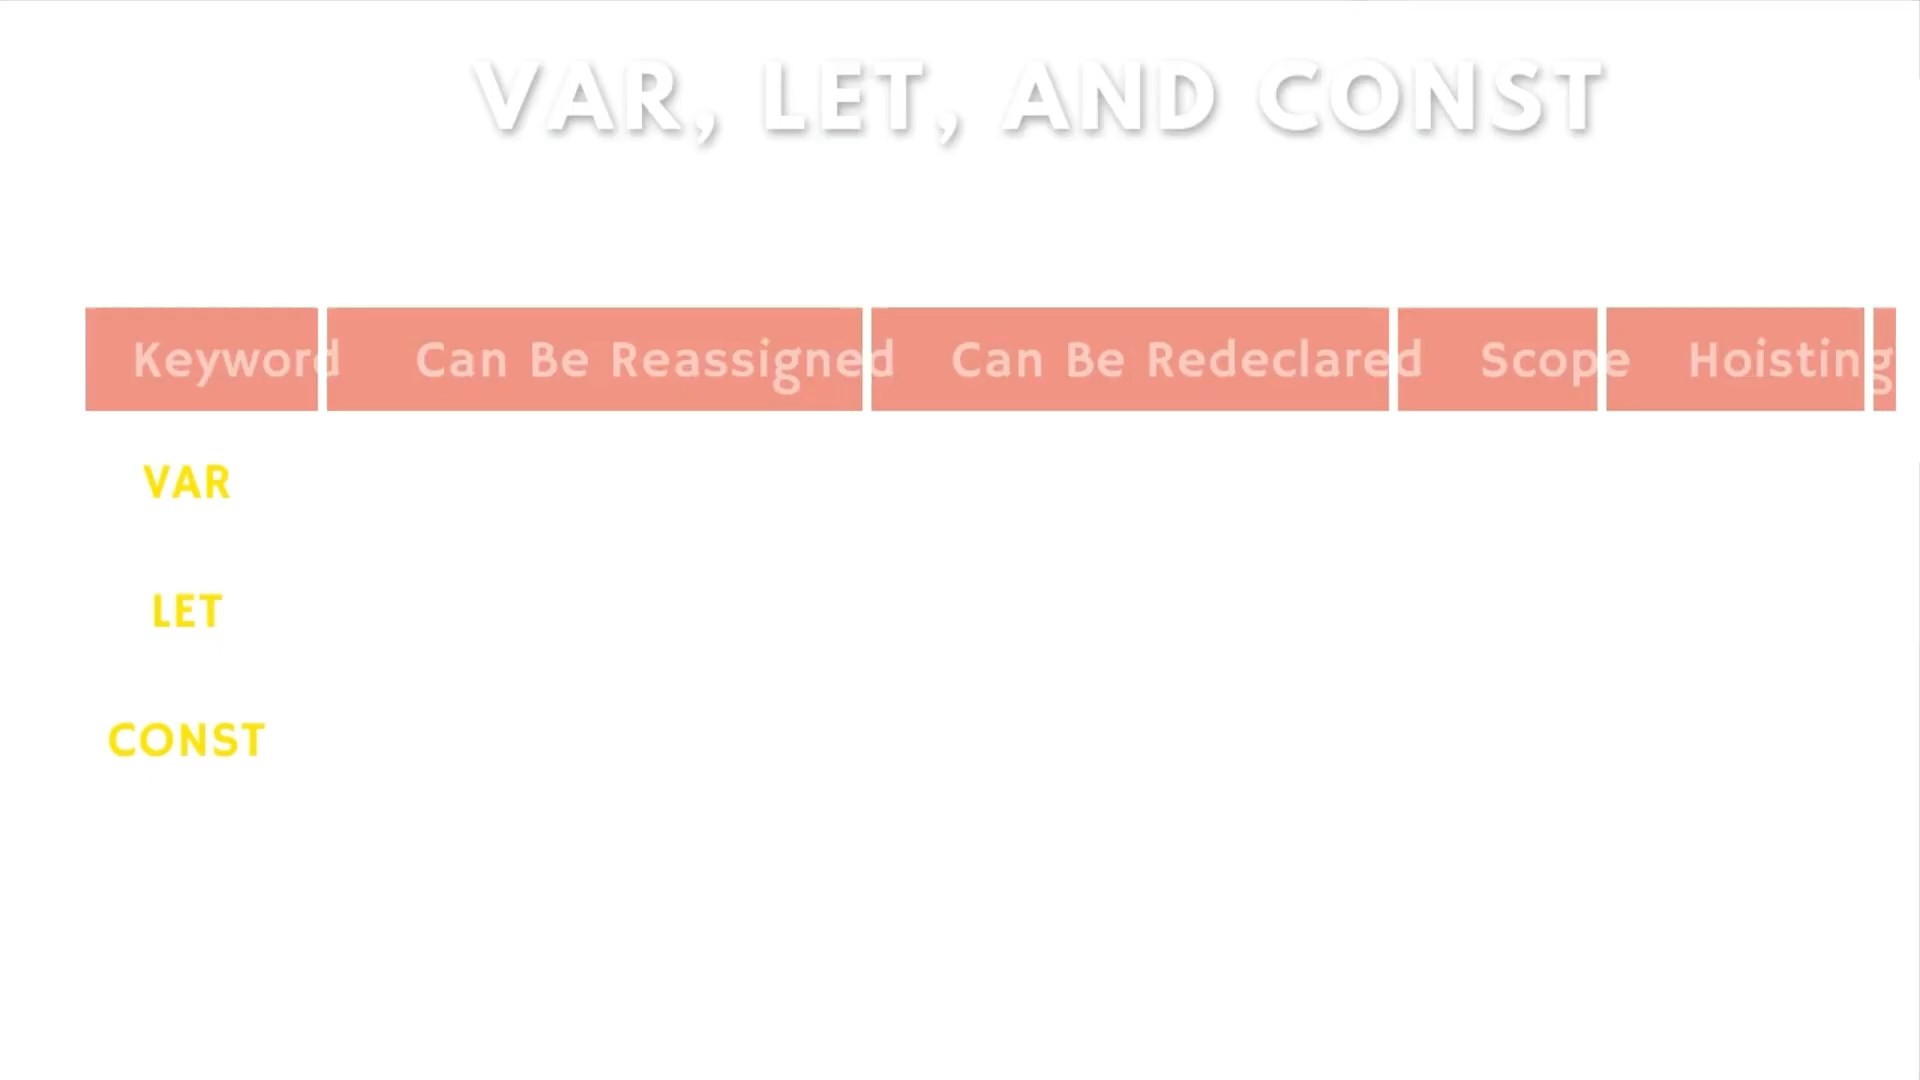 VAR, LET, AND CONST
Keyword Can Be Reassigned Can Be Redeclared Scope Hoisting
VAR
LET
CONST